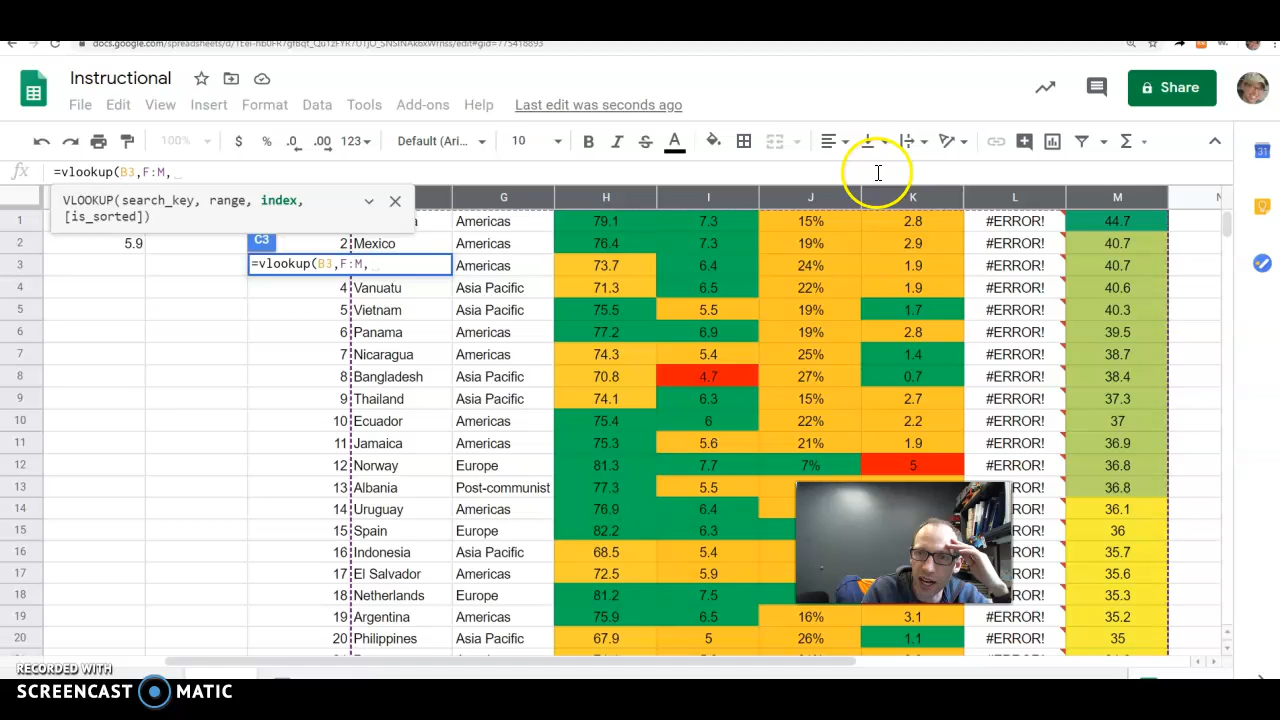 Instructional
File Edit View Insert Format Data Tools Add-ons Help Last edit was seconds ago
Share
100% $ % .0 .00 123 Default (Ari... 10 B I S A
fx =vlookup(B3,F:M,
VLOOKUP(search_key, range, index,
[is_sorted])
G H I J K L M
1 Americas 79.1 7.3 15% 2.8 #ERROR! 44.7
2 5.9 C3 2 Mexico Americas 76.4 7.3 19% 2.9 #ERROR! 40.7
3 =vlookup(B3,F:M, Americas 73.7 6.4 24% 1.9 #ERROR! 40.7
4 4 Vanuatu Asia Pacific 71.3 6.5 22% 1.9 #ERROR! 40.6
5 5 Vietnam Asia Pacific 75.5 5.5 19% 1.7 #ERROR! 40.3
6 6 Panama Americas 77.2 6.9 19% 2.8 #ERROR! 39.5
7 7 Nicaragua Americas 74.3 5.4 25% 1.4 #ERROR! 38.7
8 8 Bangladesh Asia Pacific 70.8 4.7 27% 0.7 #ERROR! 38.4
9 9 Thailand Asia Pacific 74.1 6.3 15% 2.7 #ERROR! 37.3
10 10 Ecuador Americas 75.4 6 22% 2.2 #ERROR! 37
11 11 Jamaica Americas 75.3 5.6 21% 1.9 #ERROR! 36.9
12 12 Norway Europe 81.3 7.7 7% 5 #ERROR! 36.8
13 13 Albania Post-communist 77.3 5.5 36.8
14 14 Uruguay Americas 76.9 6.4 ROR! 36.1
15 15 Spain Europe 82.2 6.3 ROR! 36
16 16 Indonesia Asia Pacific 68.5 5.4 ROR! 35.7
17 17 El Salvador Americas 72.5 5.9 ROR! 35.6
18 18 Netherlands Europe 81.2 7.5 ROR! 35.3
19 19 Argentina Americas 75.9 6.5 16% 3.1 #ERROR! 35.2
20 20 Philippines Asia Pacific 67.9 5 26% 1.1 #ERROR! 35
RECORDED WITH
SCREENCAST MATIC